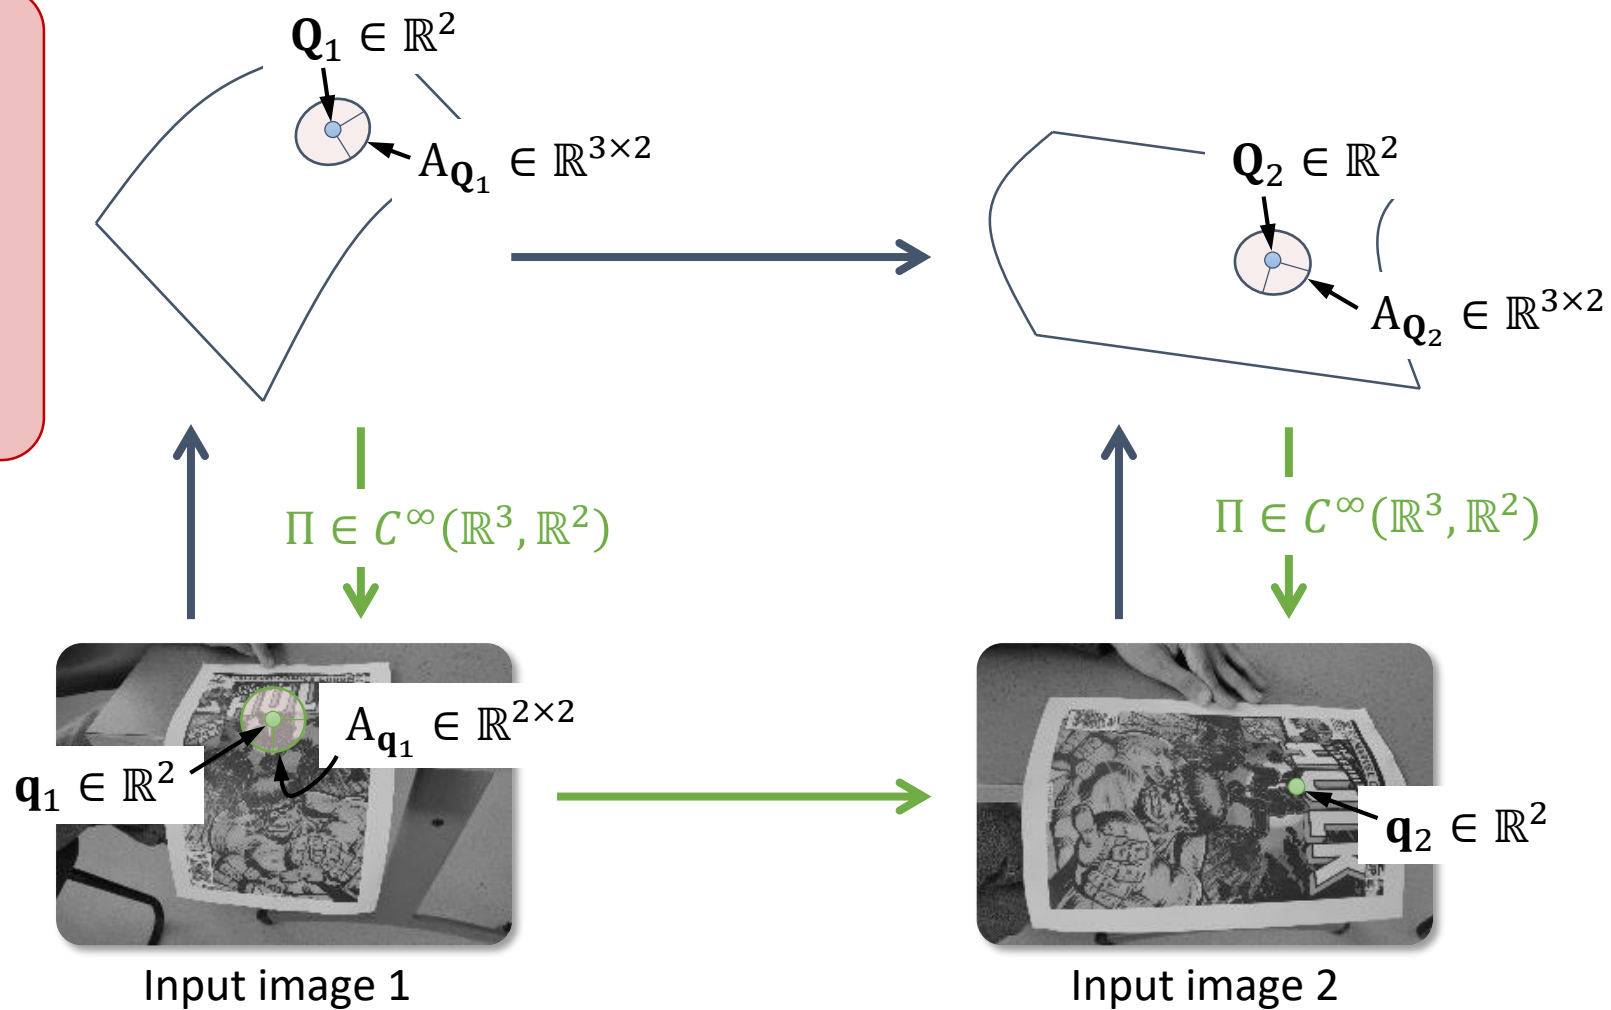 𝐐₁ ∈ ℝ²
A_𝐐₁ ∈ ℝ³ˣ²
𝐐₂ ∈ ℝ²
A_𝐐₂ ∈ ℝ³ˣ²
Π ∈ C^∞(ℝ³, ℝ²)
Π ∈ C^∞(ℝ³, ℝ²)
A_𝐪₁ ∈ ℝ²ˣ²
𝐪₁ ∈ ℝ²
HULK
𝐪₂ ∈ ℝ²
Input image 1
Input image 2